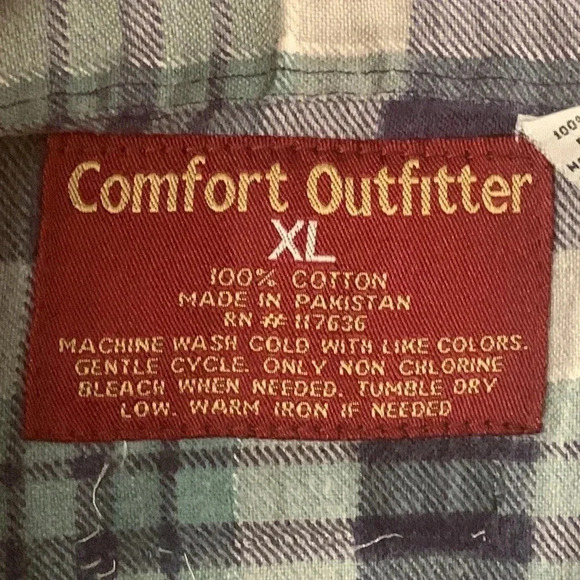 Comfort Outfitter
XL
100% COTTON
MADE IN PAKISTAN
RN # 117636
MACHINE WASH COLD WITH LIKE COLORS.
GENTLE CYCLE. ONLY NON CHLORINE
BLEACH WHEN NEEDED. TUMBLE DRY
LOW. WARM IRON IF NEEDED